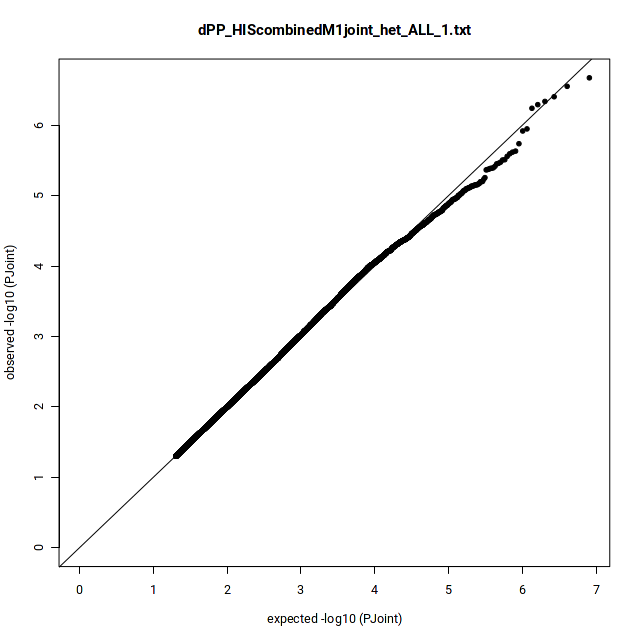 dPP_HIScombinedM1joint_het_ALL_1.txt
observed -log10 (PJoint)
6
5
4
3
2
1
0
0 1 2 3 4 5 6 7
expected -log10 (PJoint)